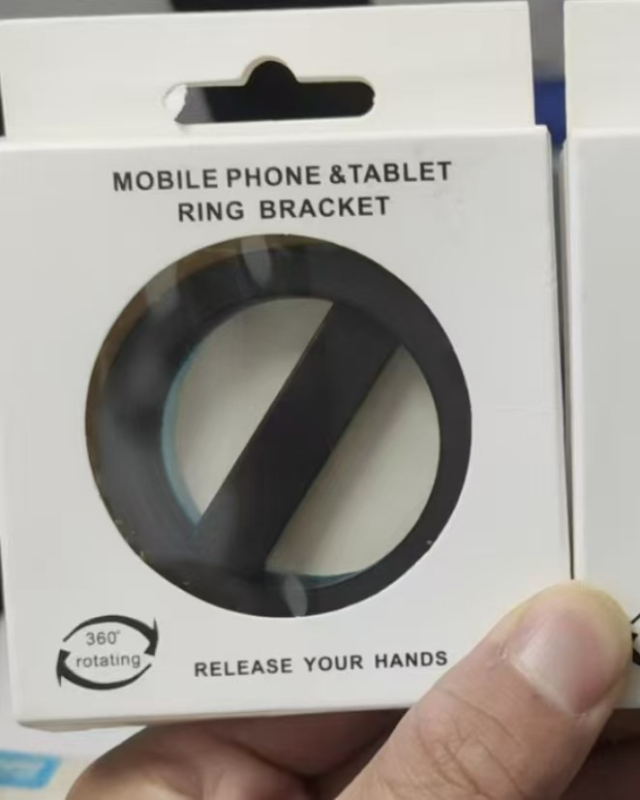 MOBILE PHONE &TABLET
RING BRACKET
360°
rotating
RELEASE YOUR HANDS